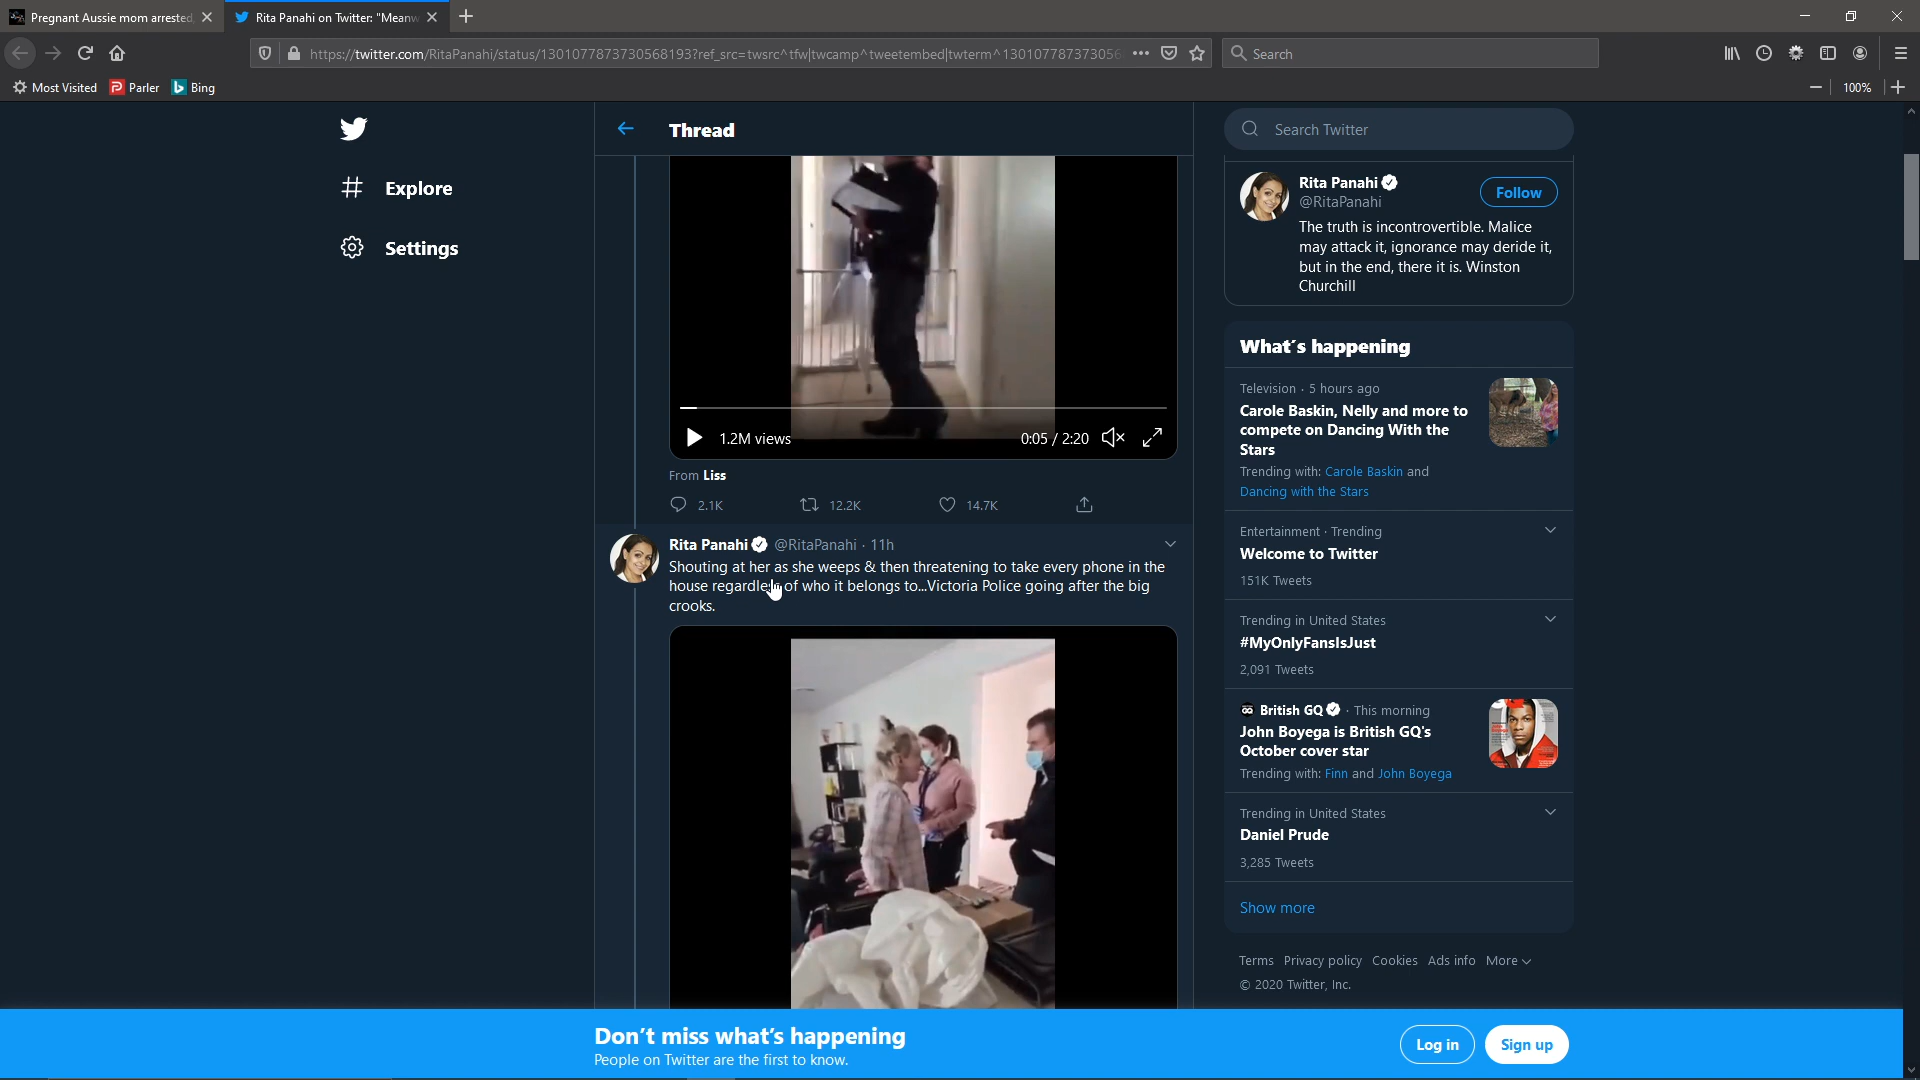 Pregnant Aussie mom arrested,
Rita Panahi on Twitter: "Meanw
https://twitter.com/RitaPanahi/status/1301077873730568193?ref_src=twsrc^tfw|twcamp^tweetembed|twterm^130107787373056
Search
Most Visited
Parler
Bing
100%
Explore
Settings
Thread
1.2M views
0:05 / 2:20
From Liss
2.1K
12.2K
14.7K
Rita Panahi @RitaPanahi · 11h
Shouting at her as she weeps & then threatening to take every phone in the
house regardless of who it belongs to...Victoria Police going after the big
crooks.
Search Twitter
Rita Panahi
@RitaPanahi
Follow
The truth is incontrovertible. Malice
may attack it, ignorance may deride it,
but in the end, there it is. Winston
Churchill
What's happening
Television · 5 hours ago
Carole Baskin, Nelly and more to
compete on Dancing With the
Stars
Trending with: Carole Baskin and
Dancing with the Stars
Entertainment · Trending
Welcome to Twitter
151K Tweets
Trending in United States
#MyOnlyFansIsJust
2,091 Tweets
GQ British GQ · This morning
John Boyega is British GQ's
October cover star
Trending with: Finn and John Boyega
Trending in United States
Daniel Prude
3,285 Tweets
Show more
Terms Privacy policy Cookies Ads info More
© 2020 Twitter, Inc.
Don't miss what's happening
People on Twitter are the first to know.
Log in
Sign up